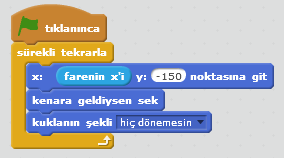 tıklanınca
sürekli tekrarla
x: farenin x'i y: -150 noktasına git
kenara geldiysen sek
kuklanın şekli hiç dönemesin